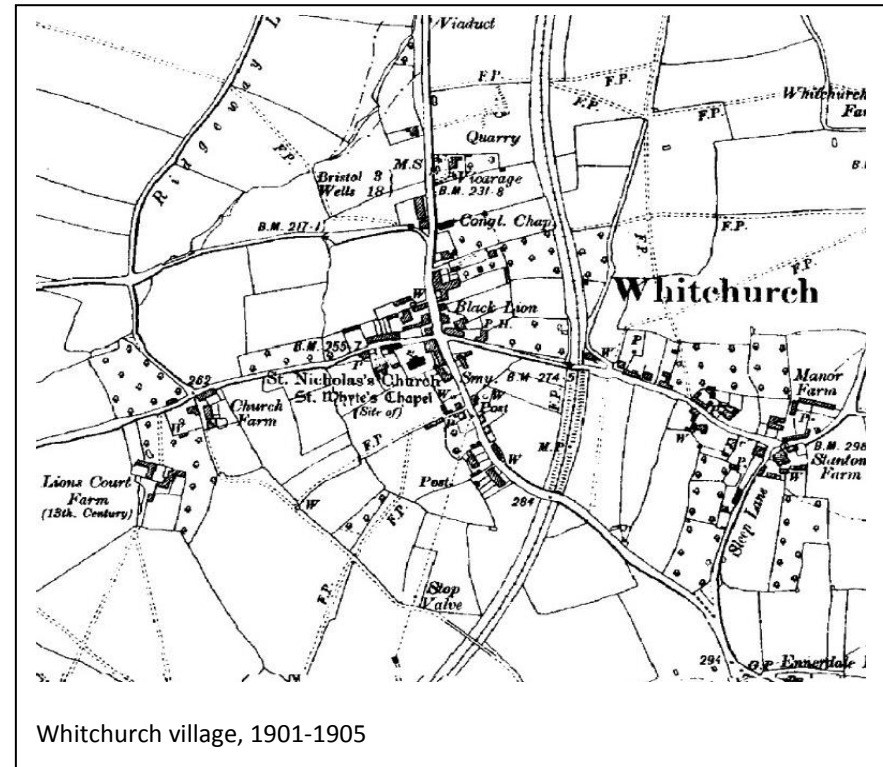 Viaduct
Ridgeway L
F.P.
F.P.
F.P.
F.P.
Whitchurch
Quarry
M.S
Bristol 3
Wells 18
Vicarage
B.M. 231·8
F.P.
B.M. 217·1
Congl. Chap.
F.P.
F.P.
F.P.
Whitchurch
W
Black Lion
P.H.
B.M. 255·7
P
W
P
St. Nicholas's Church
St. Whyte's Chapel
(Site of)
Smy.
B.M. 274·5
Manor
Farm
262
Church
Farm
W
W
Post
F.P.
P
W
W
P
B.M. 298
Stanton
Farm
W
F.P.
M.P.
W
Lions Court
Farm
(13th. Century)
W
Post.
284
F.P.
Sleep Lane
F.P.
Stop
Valve
294
G.P.
Ennerdale
Whitchurch village, 1901-1905